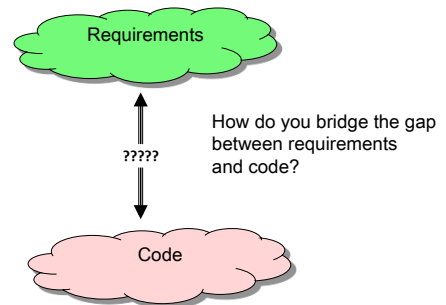 Requirements
?????
How do you bridge the gap
between requirements
and code?
Code